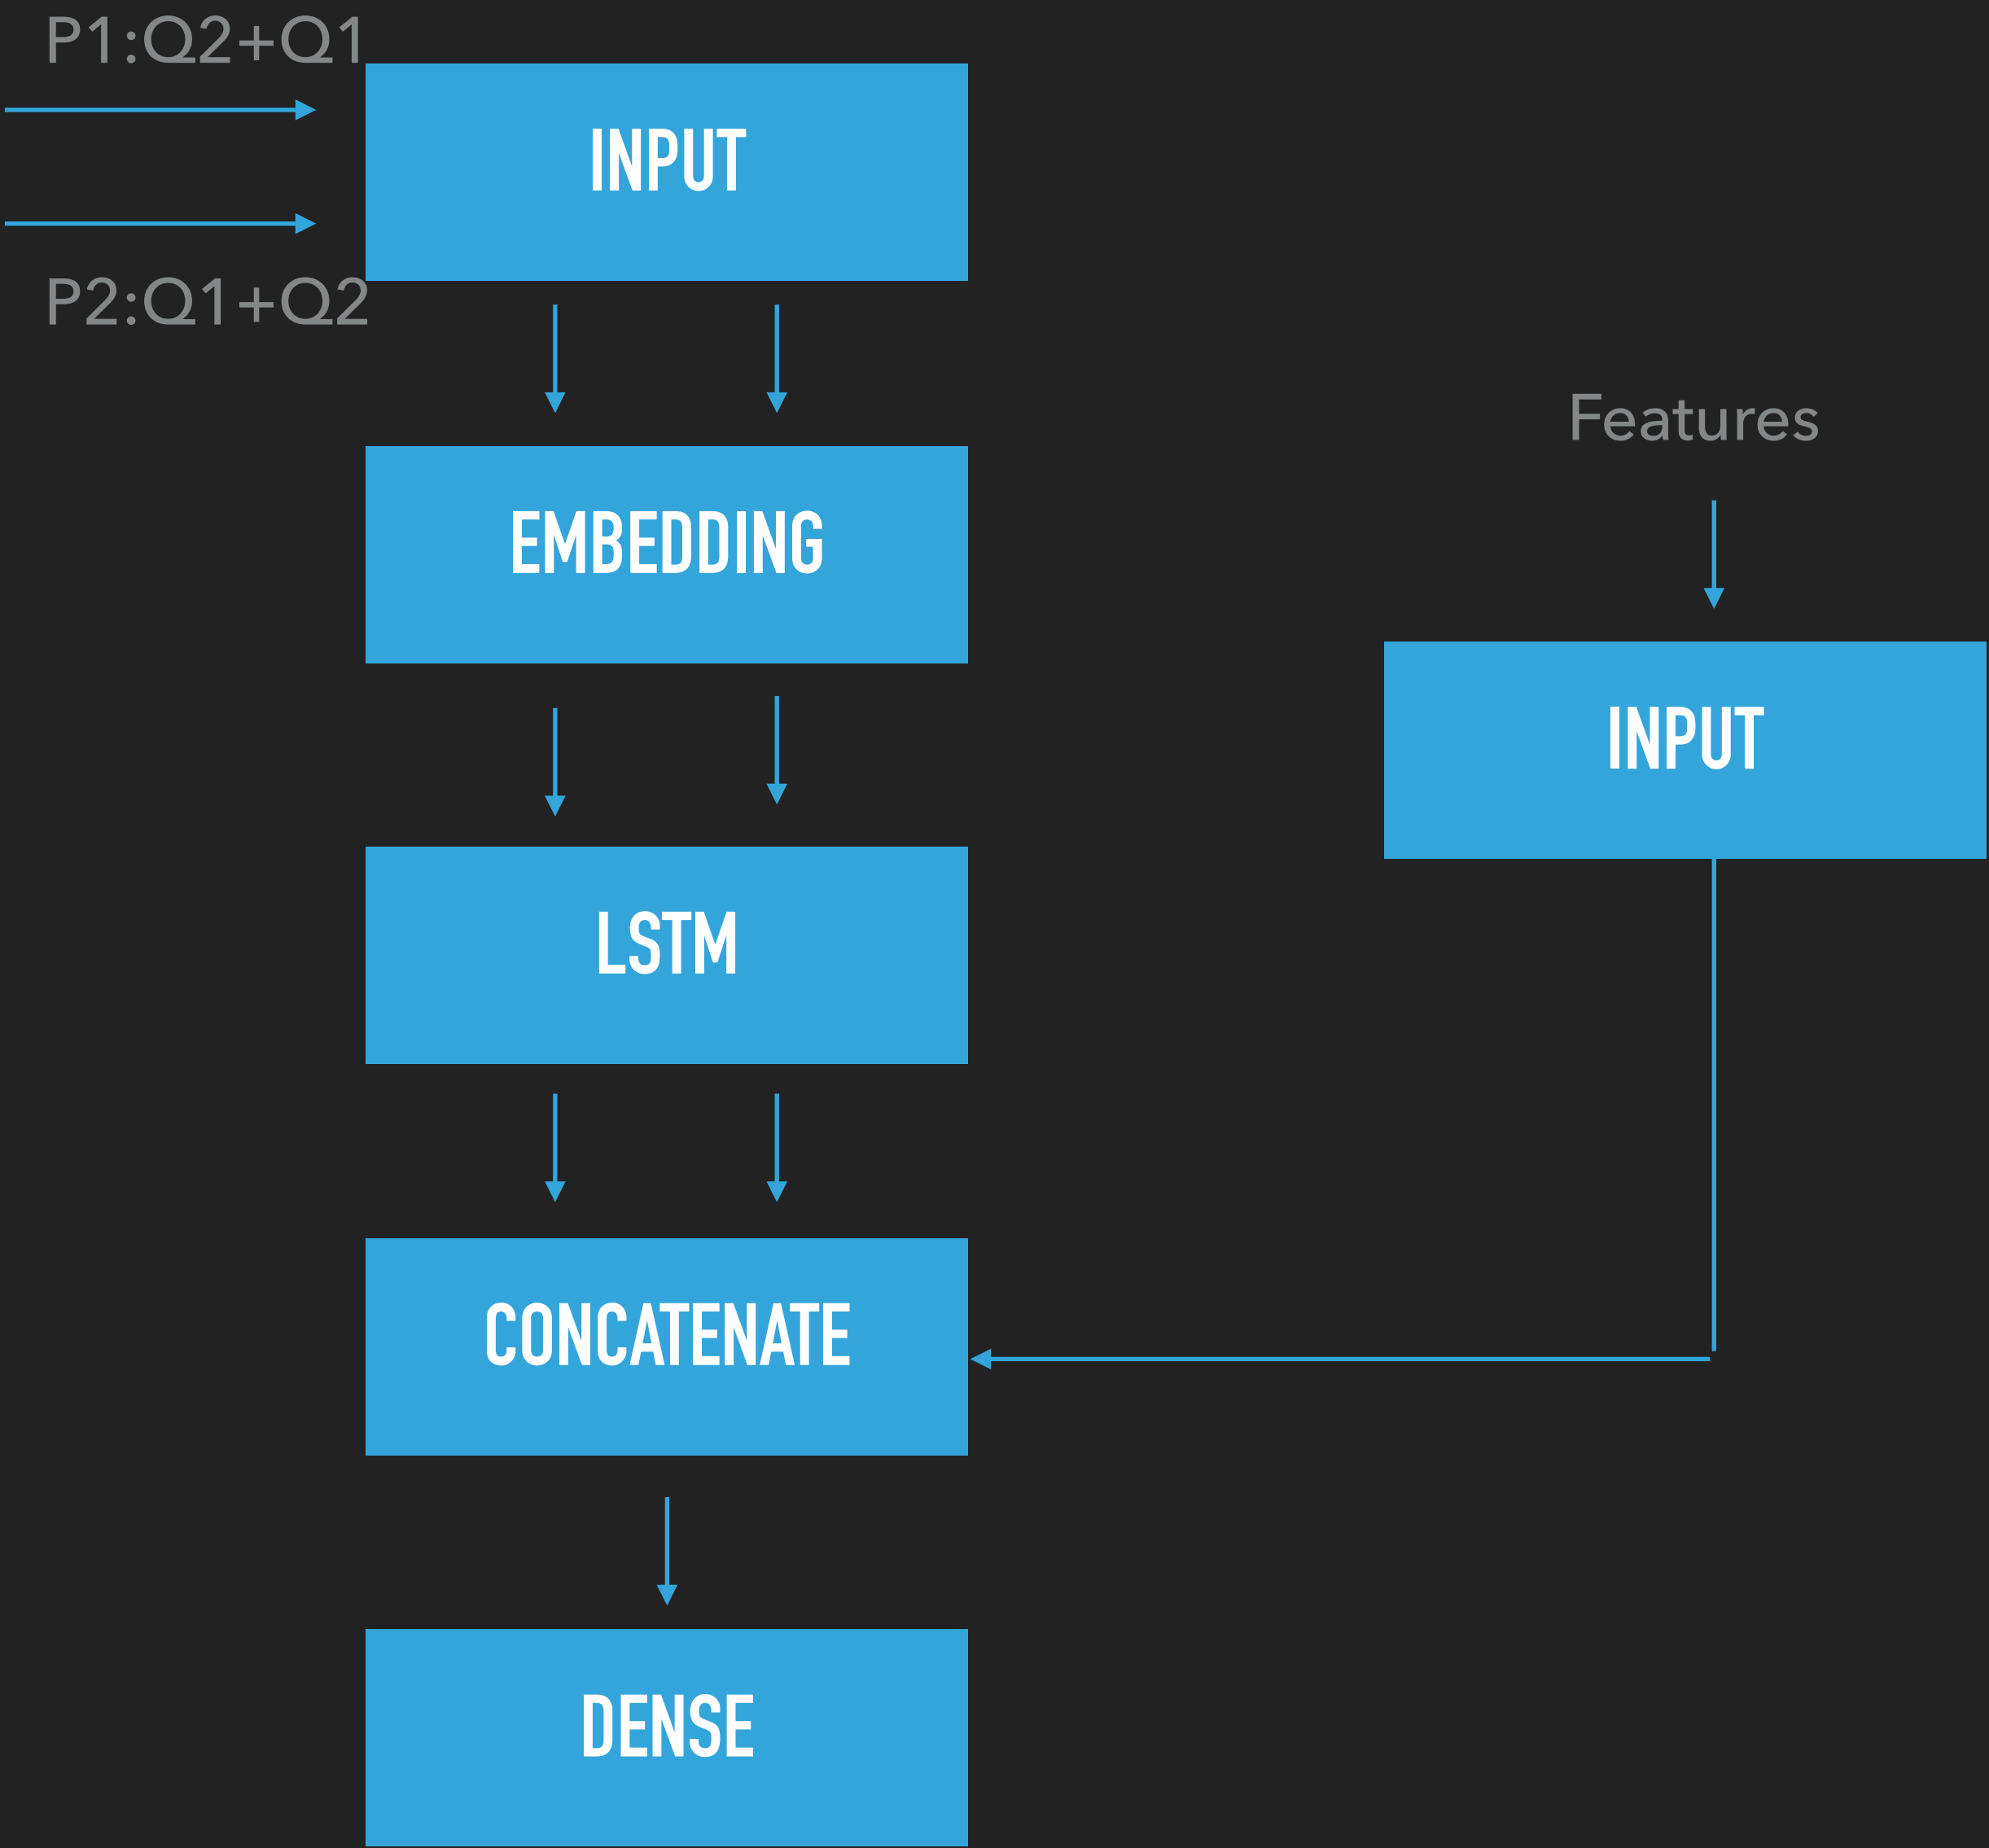 P1:Q2+Q1
INPUT
P2:Q1+Q2
Features
EMBEDDING
INPUT
LSTM
CONCATENATE
DENSE